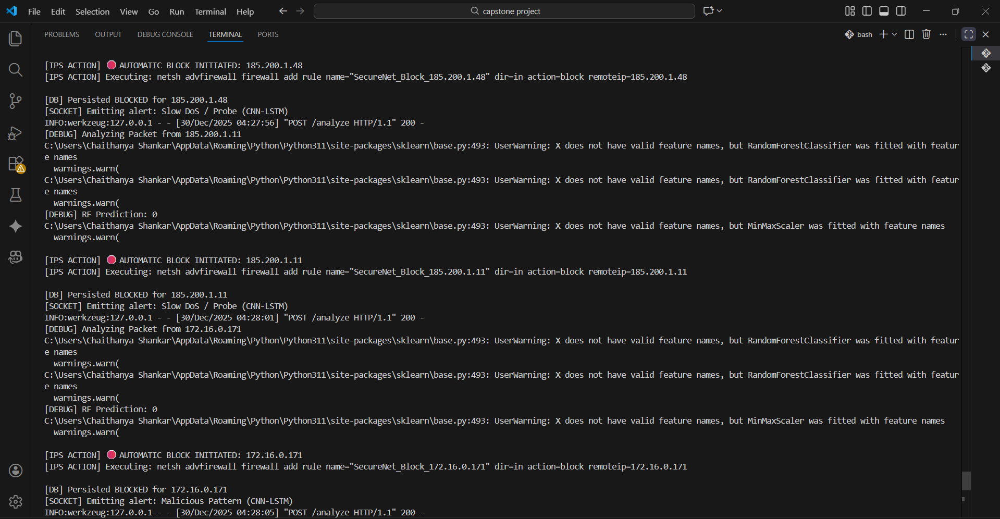 File Edit Selection View Go Run Terminal Help
capstone project
PROBLEMS OUTPUT DEBUG CONSOLE TERMINAL PORTS
bash
[IPS ACTION] 🛑 AUTOMATIC BLOCK INITIATED: 185.200.1.48
[IPS ACTION] Executing: netsh advfirewall firewall add rule name="SecureNet_Block_185.200.1.48" dir=in action=block remoteip=185.200.1.48
[DB] Persisted BLOCKED for 185.200.1.48
[SOCKET] Emitting alert: Slow DoS / Probe (CNN-LSTM)
INFO:werkzeug:127.0.0.1 - - [30/Dec/2025 04:27:56] "POST /analyze HTTP/1.1" 200 -
[DEBUG] Analyzing Packet from 185.200.1.11
C:\Users\Chaithanya Shankar\AppData\Roaming\Python\Python311\site-packages\sklearn\base.py:493: UserWarning: X does not have valid feature names, but RandomForestClassifier was fitted with featur
e names
  warnings.warn(
C:\Users\Chaithanya Shankar\AppData\Roaming\Python\Python311\site-packages\sklearn\base.py:493: UserWarning: X does not have valid feature names, but RandomForestClassifier was fitted with featur
e names
  warnings.warn(
[DEBUG] RF Prediction: 0
C:\Users\Chaithanya Shankar\AppData\Roaming\Python\Python311\site-packages\sklearn\base.py:493: UserWarning: X does not have valid feature names, but MinMaxScaler was fitted with feature names
  warnings.warn(
[IPS ACTION] 🛑 AUTOMATIC BLOCK INITIATED: 185.200.1.11
[IPS ACTION] Executing: netsh advfirewall firewall add rule name="SecureNet_Block_185.200.1.11" dir=in action=block remoteip=185.200.1.11
[DB] Persisted BLOCKED for 185.200.1.11
[SOCKET] Emitting alert: Slow DoS / Probe (CNN-LSTM)
INFO:werkzeug:127.0.0.1 - - [30/Dec/2025 04:28:01] "POST /analyze HTTP/1.1" 200 -
[DEBUG] Analyzing Packet from 172.16.0.171
C:\Users\Chaithanya Shankar\AppData\Roaming\Python\Python311\site-packages\sklearn\base.py:493: UserWarning: X does not have valid feature names, but RandomForestClassifier was fitted with featur
e names
  warnings.warn(
C:\Users\Chaithanya Shankar\AppData\Roaming\Python\Python311\site-packages\sklearn\base.py:493: UserWarning: X does not have valid feature names, but RandomForestClassifier was fitted with featur
e names
  warnings.warn(
[DEBUG] RF Prediction: 0
C:\Users\Chaithanya Shankar\AppData\Roaming\Python\Python311\site-packages\sklearn\base.py:493: UserWarning: X does not have valid feature names, but MinMaxScaler was fitted with feature names
  warnings.warn(
[IPS ACTION] 🛑 AUTOMATIC BLOCK INITIATED: 172.16.0.171
[IPS ACTION] Executing: netsh advfirewall firewall add rule name="SecureNet_Block_172.16.0.171" dir=in action=block remoteip=172.16.0.171
[DB] Persisted BLOCKED for 172.16.0.171
[SOCKET] Emitting alert: Malicious Pattern (CNN-LSTM)
INFO:werkzeug:127.0.0.1 - - [30/Dec/2025 04:28:05] "POST /analyze HTTP/1.1" 200 -